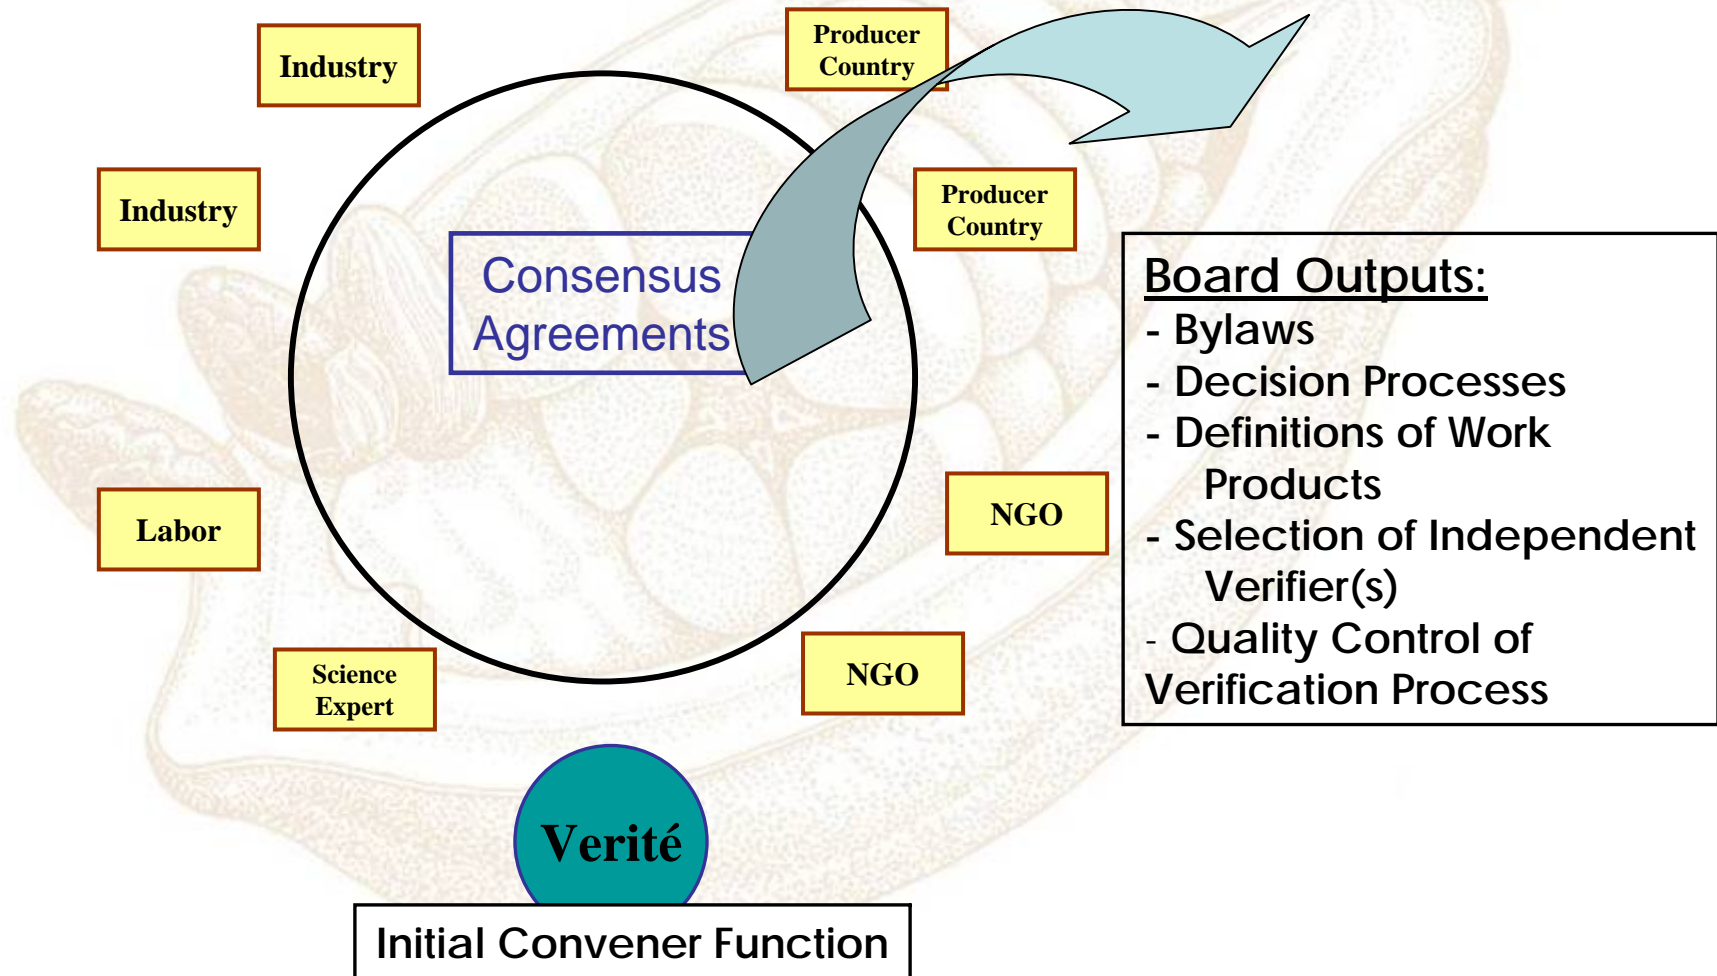 Industry
Producer
Country
Industry
Producer
Country
Consensus
Agreements
Labor
NGO
Science
Expert
NGO
Verité
Initial Convener Function
Board Outputs:
- Bylaws
- Decision Processes
- Definitions of Work
Products
- Selection of Independent
Verifier(s)
- Quality Control of
Verification Process